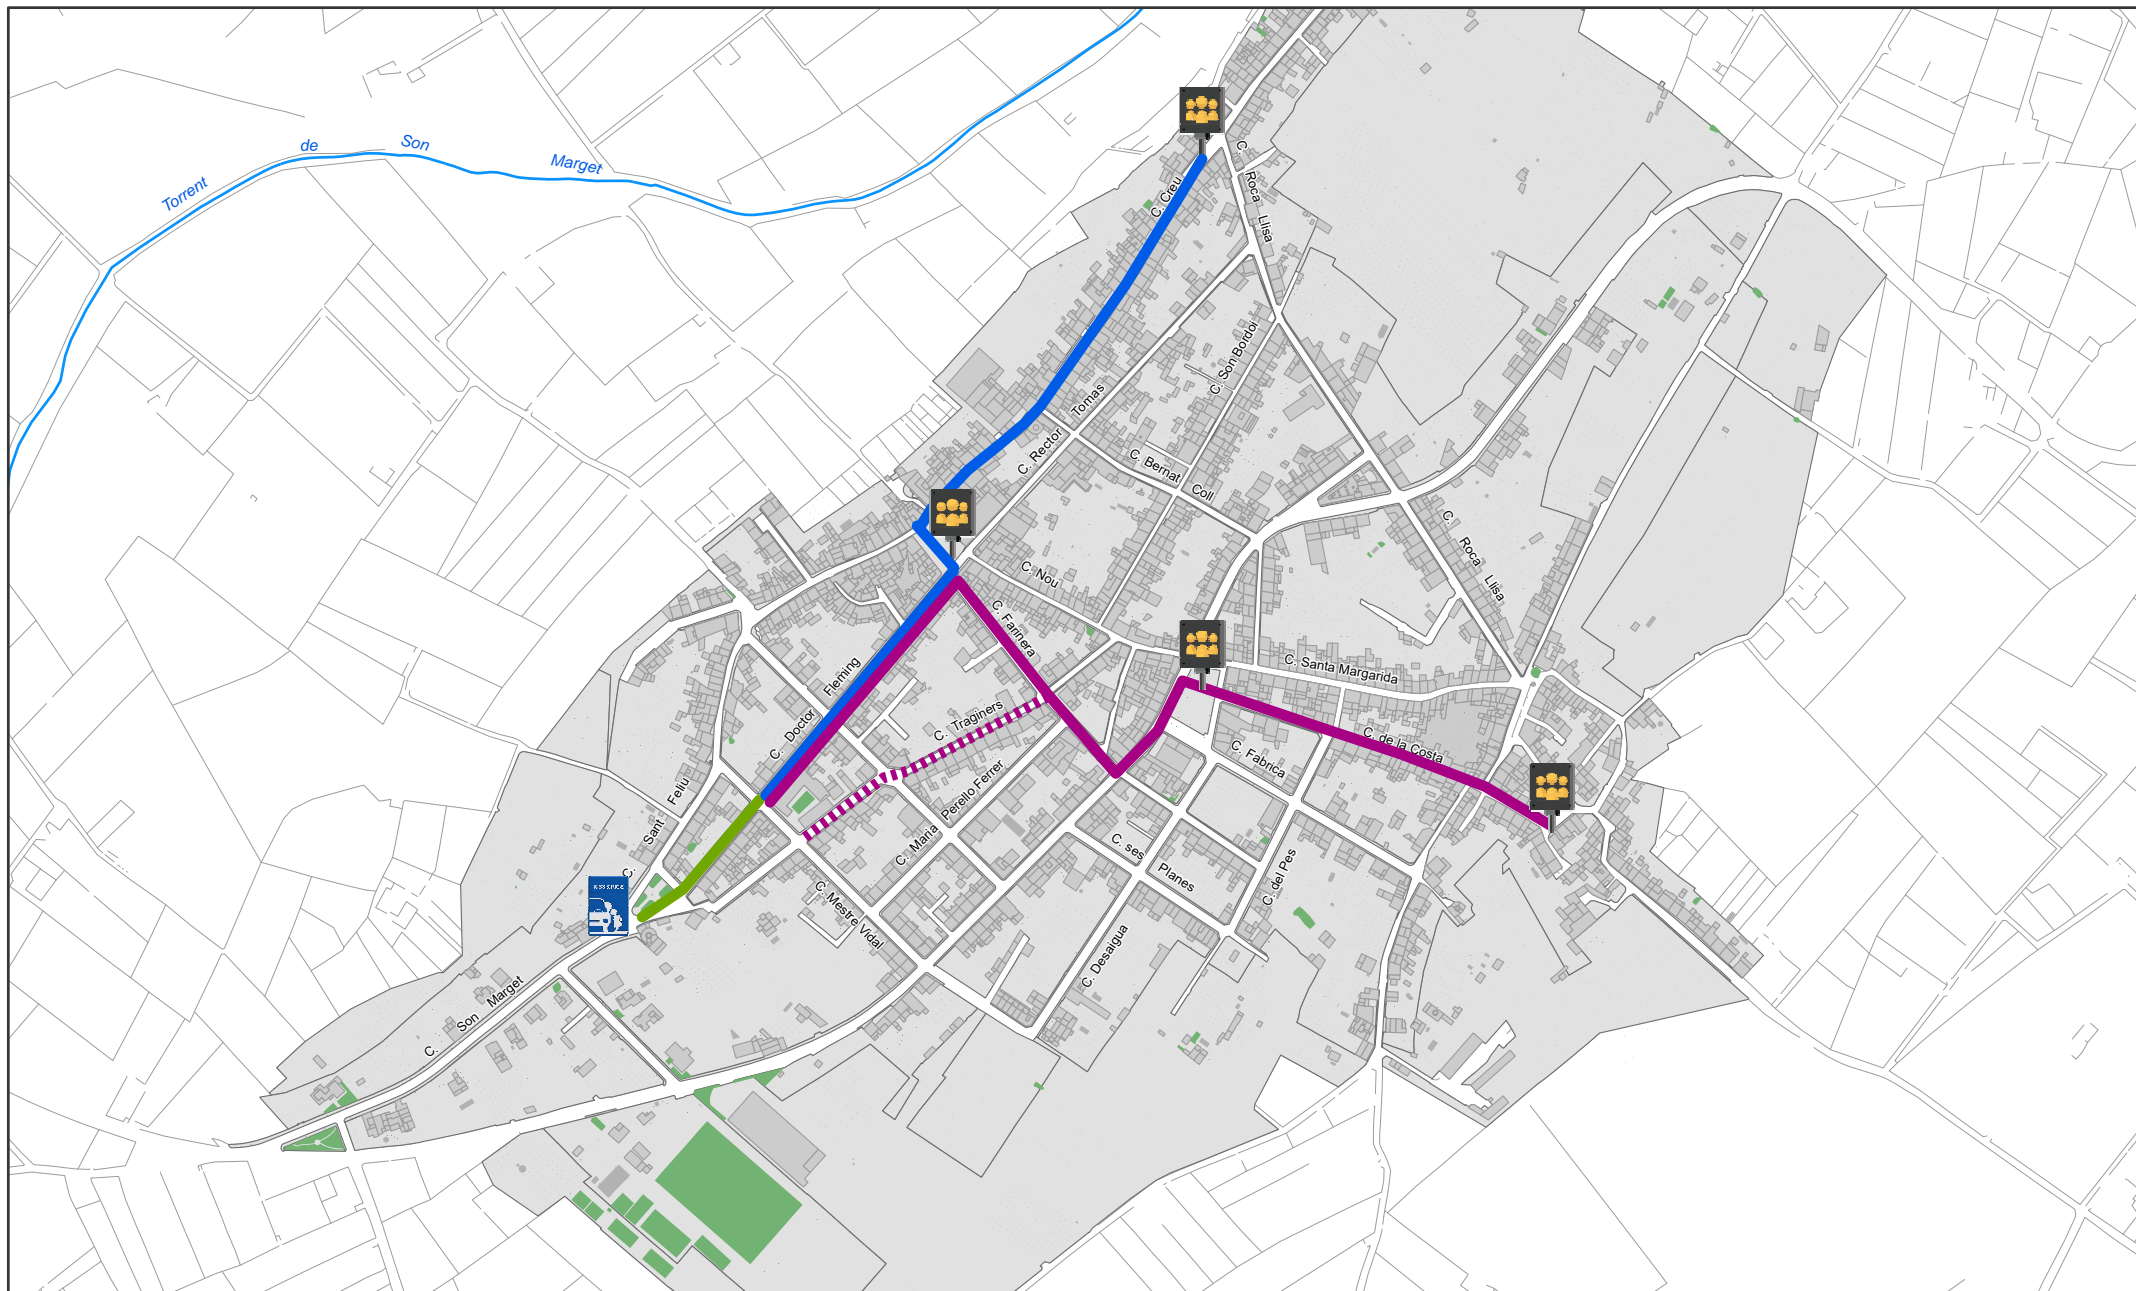 Torrent de Son Marget
C. Creu
C. Roca Llisa
C. Son Bordoi
C. Rector Tomas
C. Bernat Coll
C. Nou
C. Farinera
C. Roca Llisa
C. Santa Margarida
C. Doctor Fleming
C. Traginers
C. Fabrica
C. de la Costa
C. Sant Feliu
C. Maria Perello Ferrer
C. ses Planes
C. del Pes
C. Mestre Vidal
C. Desaigua
C. Son Marget